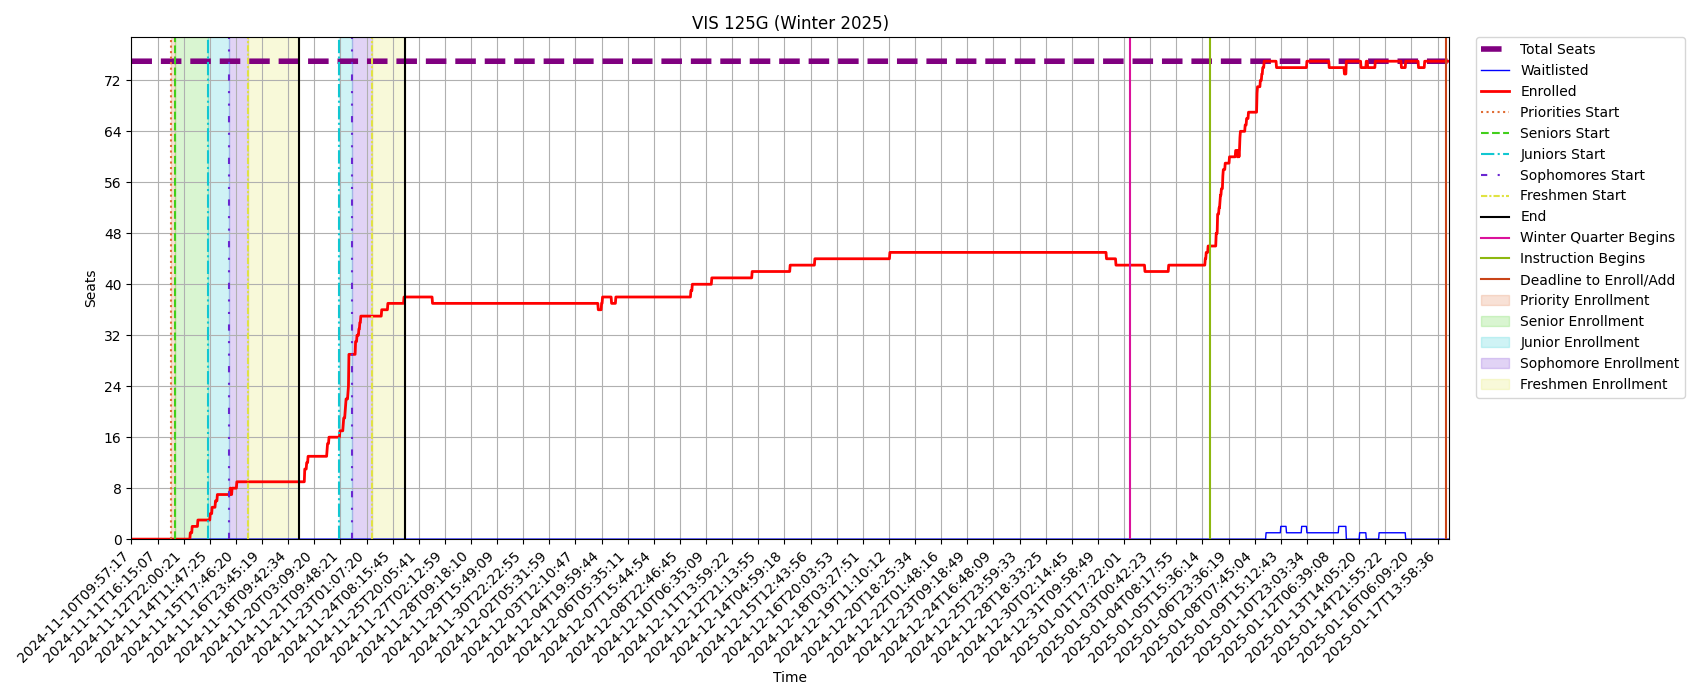 VIS 125G (Winter 2025)
Seats
72
64
56
48
40
32
24
16
8
0
2024-11-10T09:57:17
2024-11-11T16:15:07
2024-11-12T22:00:21
2024-11-14T11:47:25
2024-11-15T17:46:20
2024-11-16T23:45:19
2024-11-18T09:42:34
2024-11-20T03:09:20
2024-11-21T09:48:21
2024-11-23T01:07:20
2024-11-24T08:15:45
2024-11-25T20:05:41
2024-11-27T02:12:59
2024-11-28T09:18:10
2024-11-29T15:49:09
2024-11-30T22:22:55
2024-12-02T05:31:59
2024-12-03T12:10:47
2024-12-04T19:59:44
2024-12-06T05:35:11
2024-12-07T15:44:54
2024-12-08T22:46:45
2024-12-10T06:35:09
2024-12-11T13:59:22
2024-12-12T21:13:55
2024-12-14T04:59:18
2024-12-15T12:43:56
2024-12-16T20:03:55
2024-12-18T03:27:51
2024-12-19T11:10:12
2024-12-20T18:25:34
2024-12-22T01:48:16
2024-12-23T09:18:49
2024-12-24T16:48:09
2024-12-25T23:59:33
2024-12-28T18:33:25
2024-12-30T02:14:45
2024-12-31T09:58:49
2025-01-01T17:22:01
2025-01-03T00:42:23
2025-01-04T08:17:55
2025-01-05T15:36:14
2025-01-06T23:36:19
2025-01-08T07:45:04
2025-01-09T15:12:43
2025-01-10T23:03:34
2025-01-12T06:39:08
2025-01-13T14:05:20
2025-01-14T21:55:22
2025-01-16T06:09:20
2025-01-17T13:58:36
Time
Total Seats
Waitlisted
Enrolled
Priorities Start
Seniors Start
Juniors Start
Sophomores Start
Freshmen Start
End
Winter Quarter Begins
Instruction Begins
Deadline to Enroll/Add
Priority Enrollment
Senior Enrollment
Junior Enrollment
Sophomore Enrollment
Freshmen Enrollment